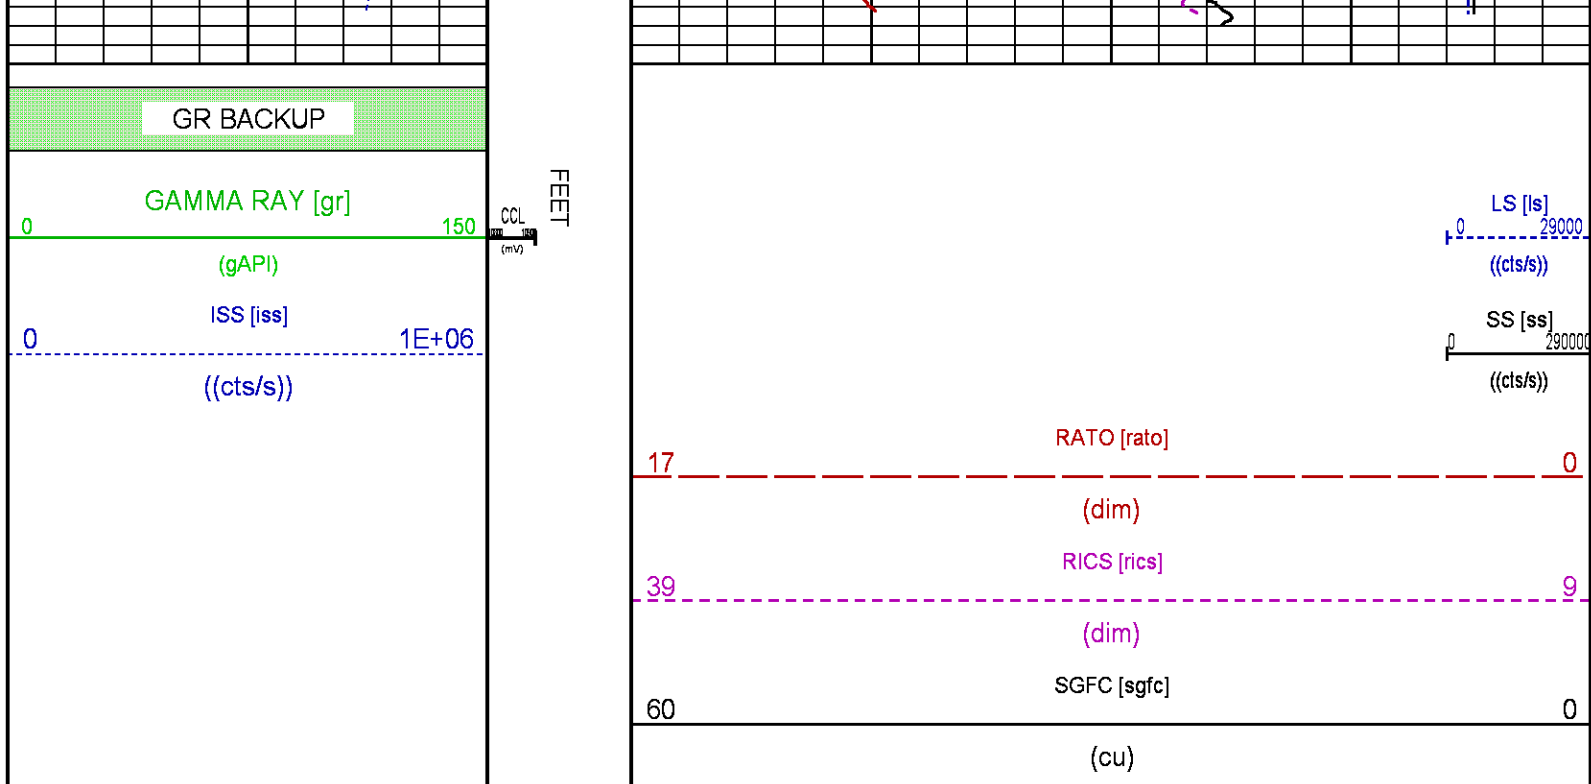 GR BACKUP
GAMMA RAY [gr]
0 150
(gAPI)
ISS [iss]
0 1E+06
((cts/s))
CCL
(mV)
FEET
LS [ls]
0 29000
((cts/s))
SS [ss]
0 290000
((cts/s))
RATO [rato]
17 0
(dim)
RICS [rics]
39 9
(dim)
SGFC [sgfc]
60 0
(cu)